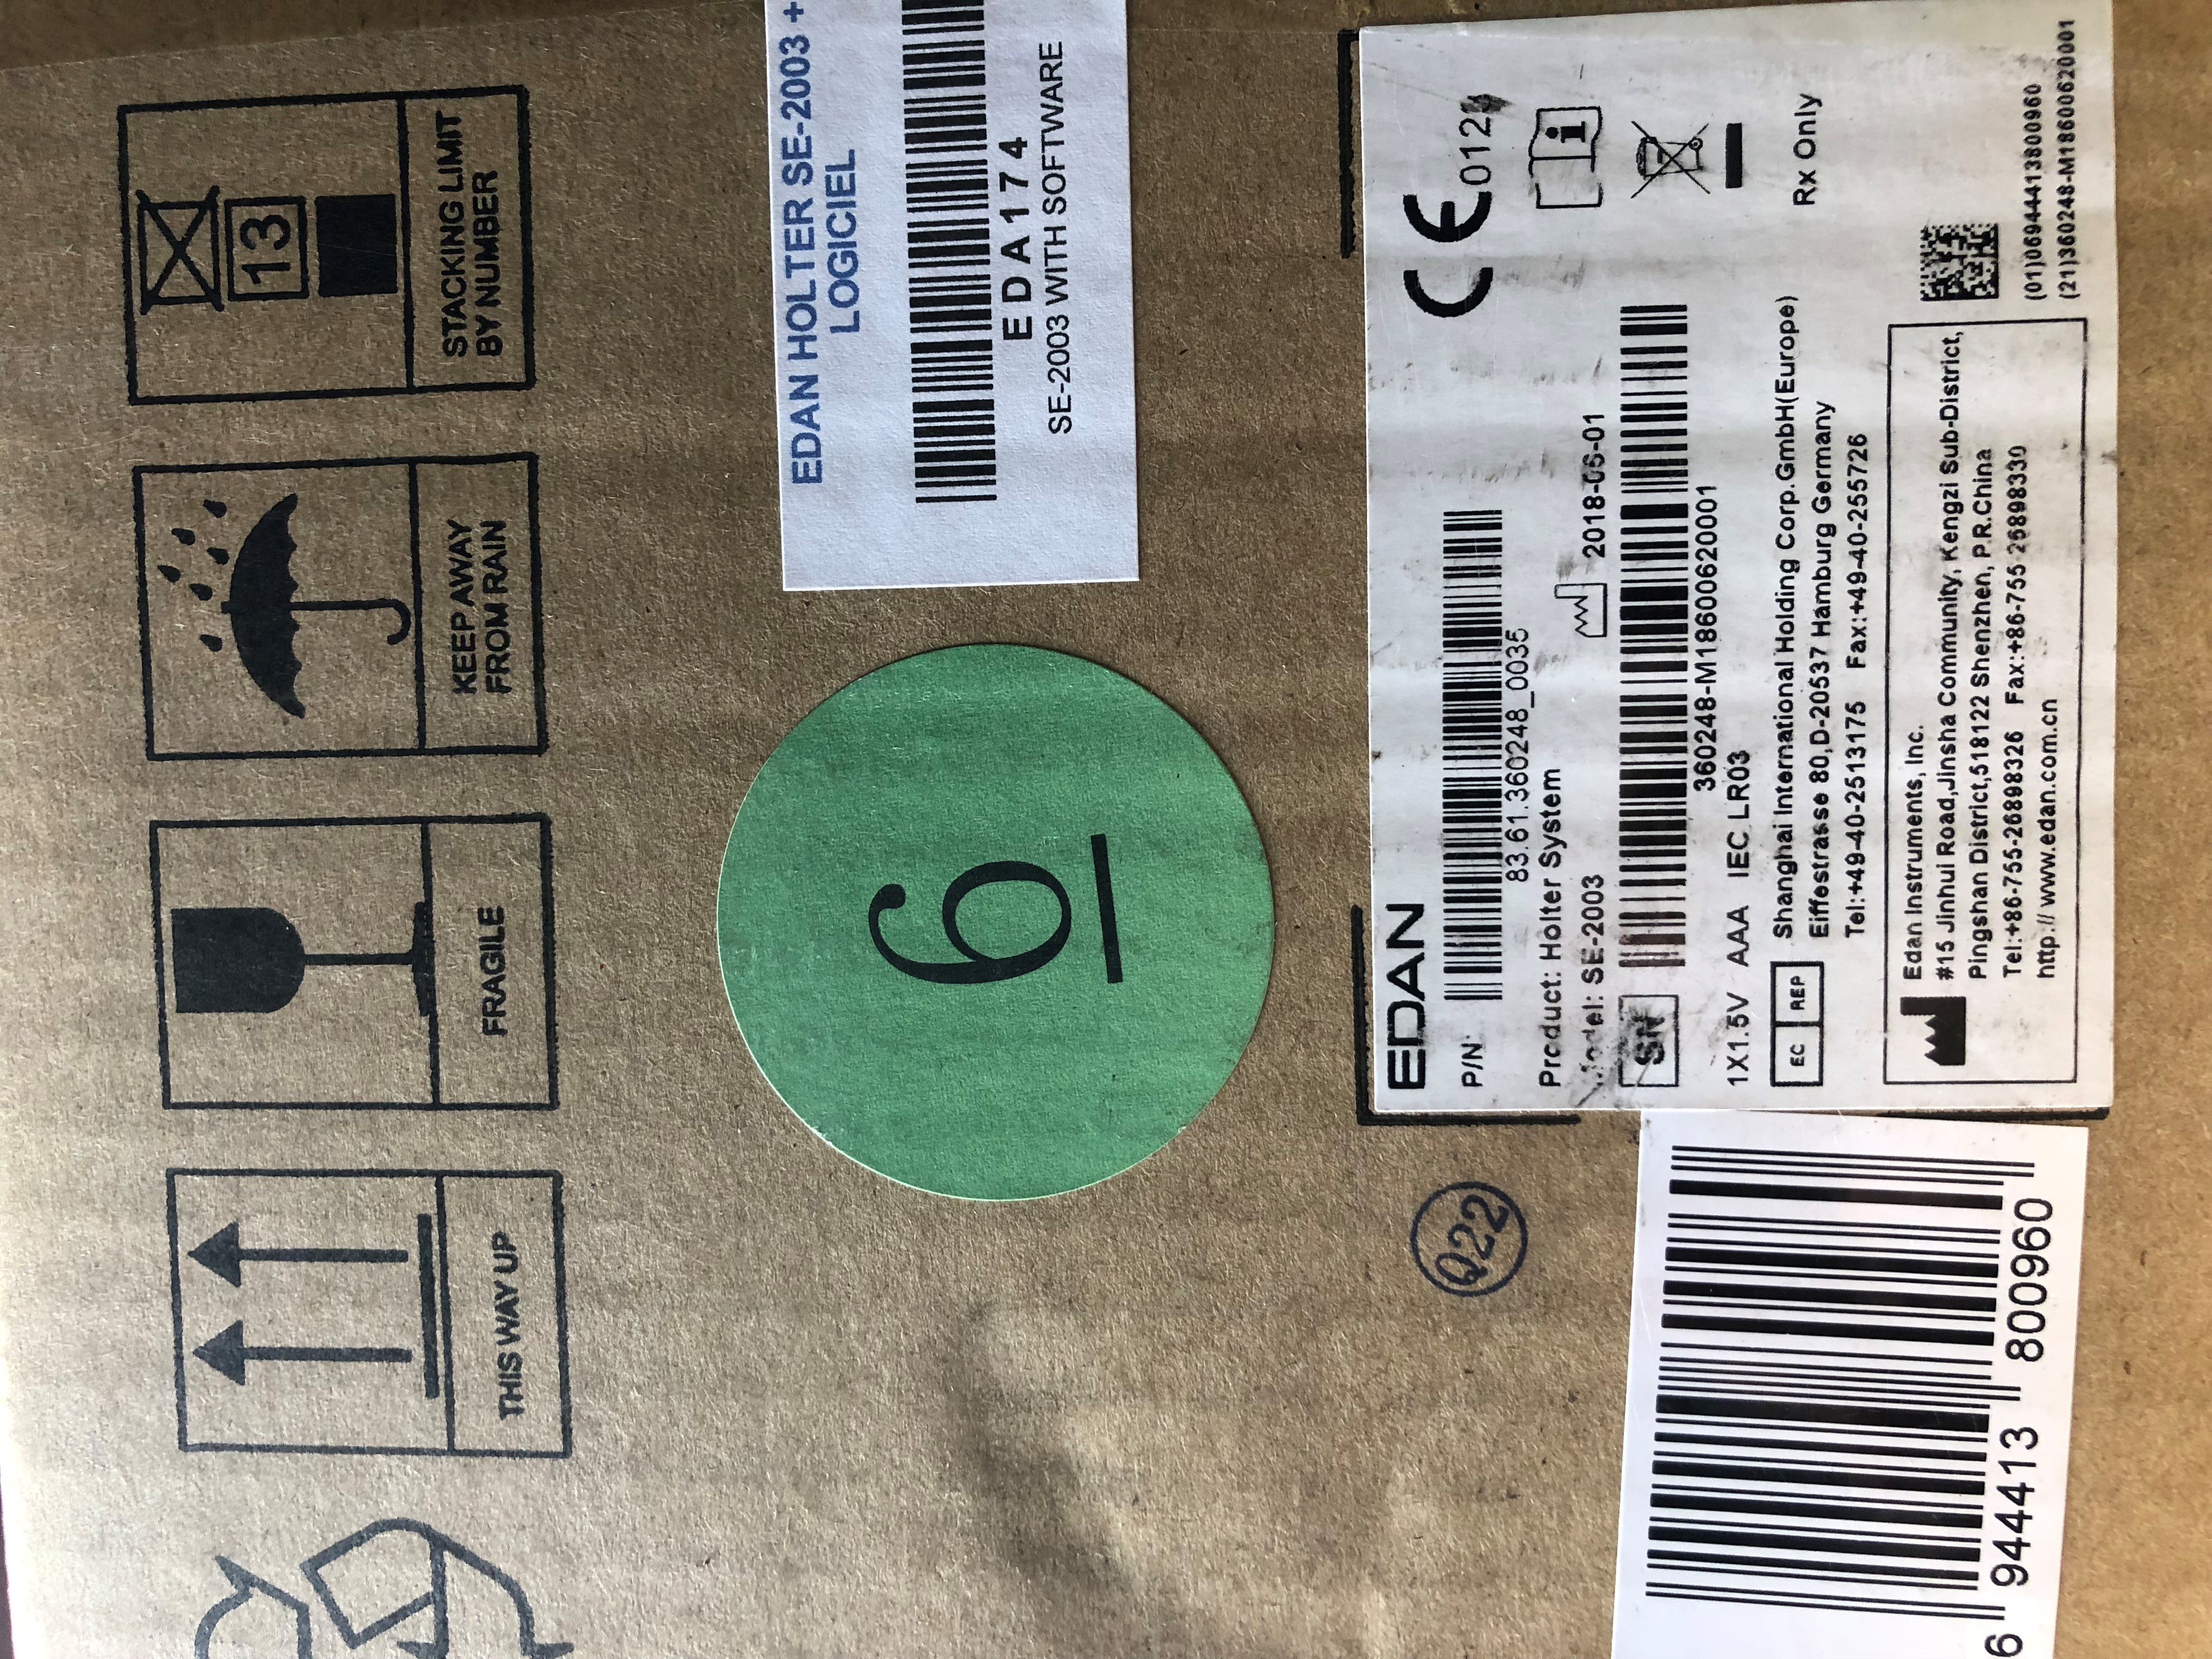 THIS WAY UP
FRAGILE
KEEP AWAY
FROM RAIN
13
STACKING LIMIT
BY NUMBER
EDAN HOLTER SE-2003 +
LOGICIEL
EDA174
SE-2003 WITH SOFTWARE
6
Q22
EDAN
P/N:
83.61.360248_0035
CE 0123
Product: Holter System
Model: SE-2003
2018-06-01
SN
360248-M18600620001
1X1.5V AAA IEC LR03
Rx Only
EC REP
Shanghai International Holding Corp.GmbH(Europe)
Eiffestrasse 80,D-20537 Hamburg Germany
Tel:+49-40-2513175 Fax:+49-40-255726
Edan Instruments, Inc.
#15 Jinhui Road,Jinsha Community, Kengzi Sub-District,
Pingshan District,518122 Shenzhen, P.R.China
Tel:+86-755-26898326 Fax:+86-755-26898330
http://www.edan.com.cn
(01)06944413800960
(21)360248-M18600620001
6 944413 800960